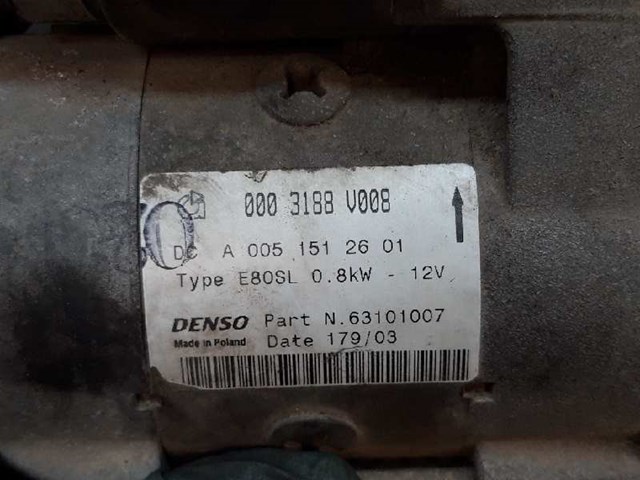 000 3188 V008
DC A 005 151 26 01
Type E80SL 0.8kW - 12V
DENSO Part N.63101007
Made in Poland Date 179/03